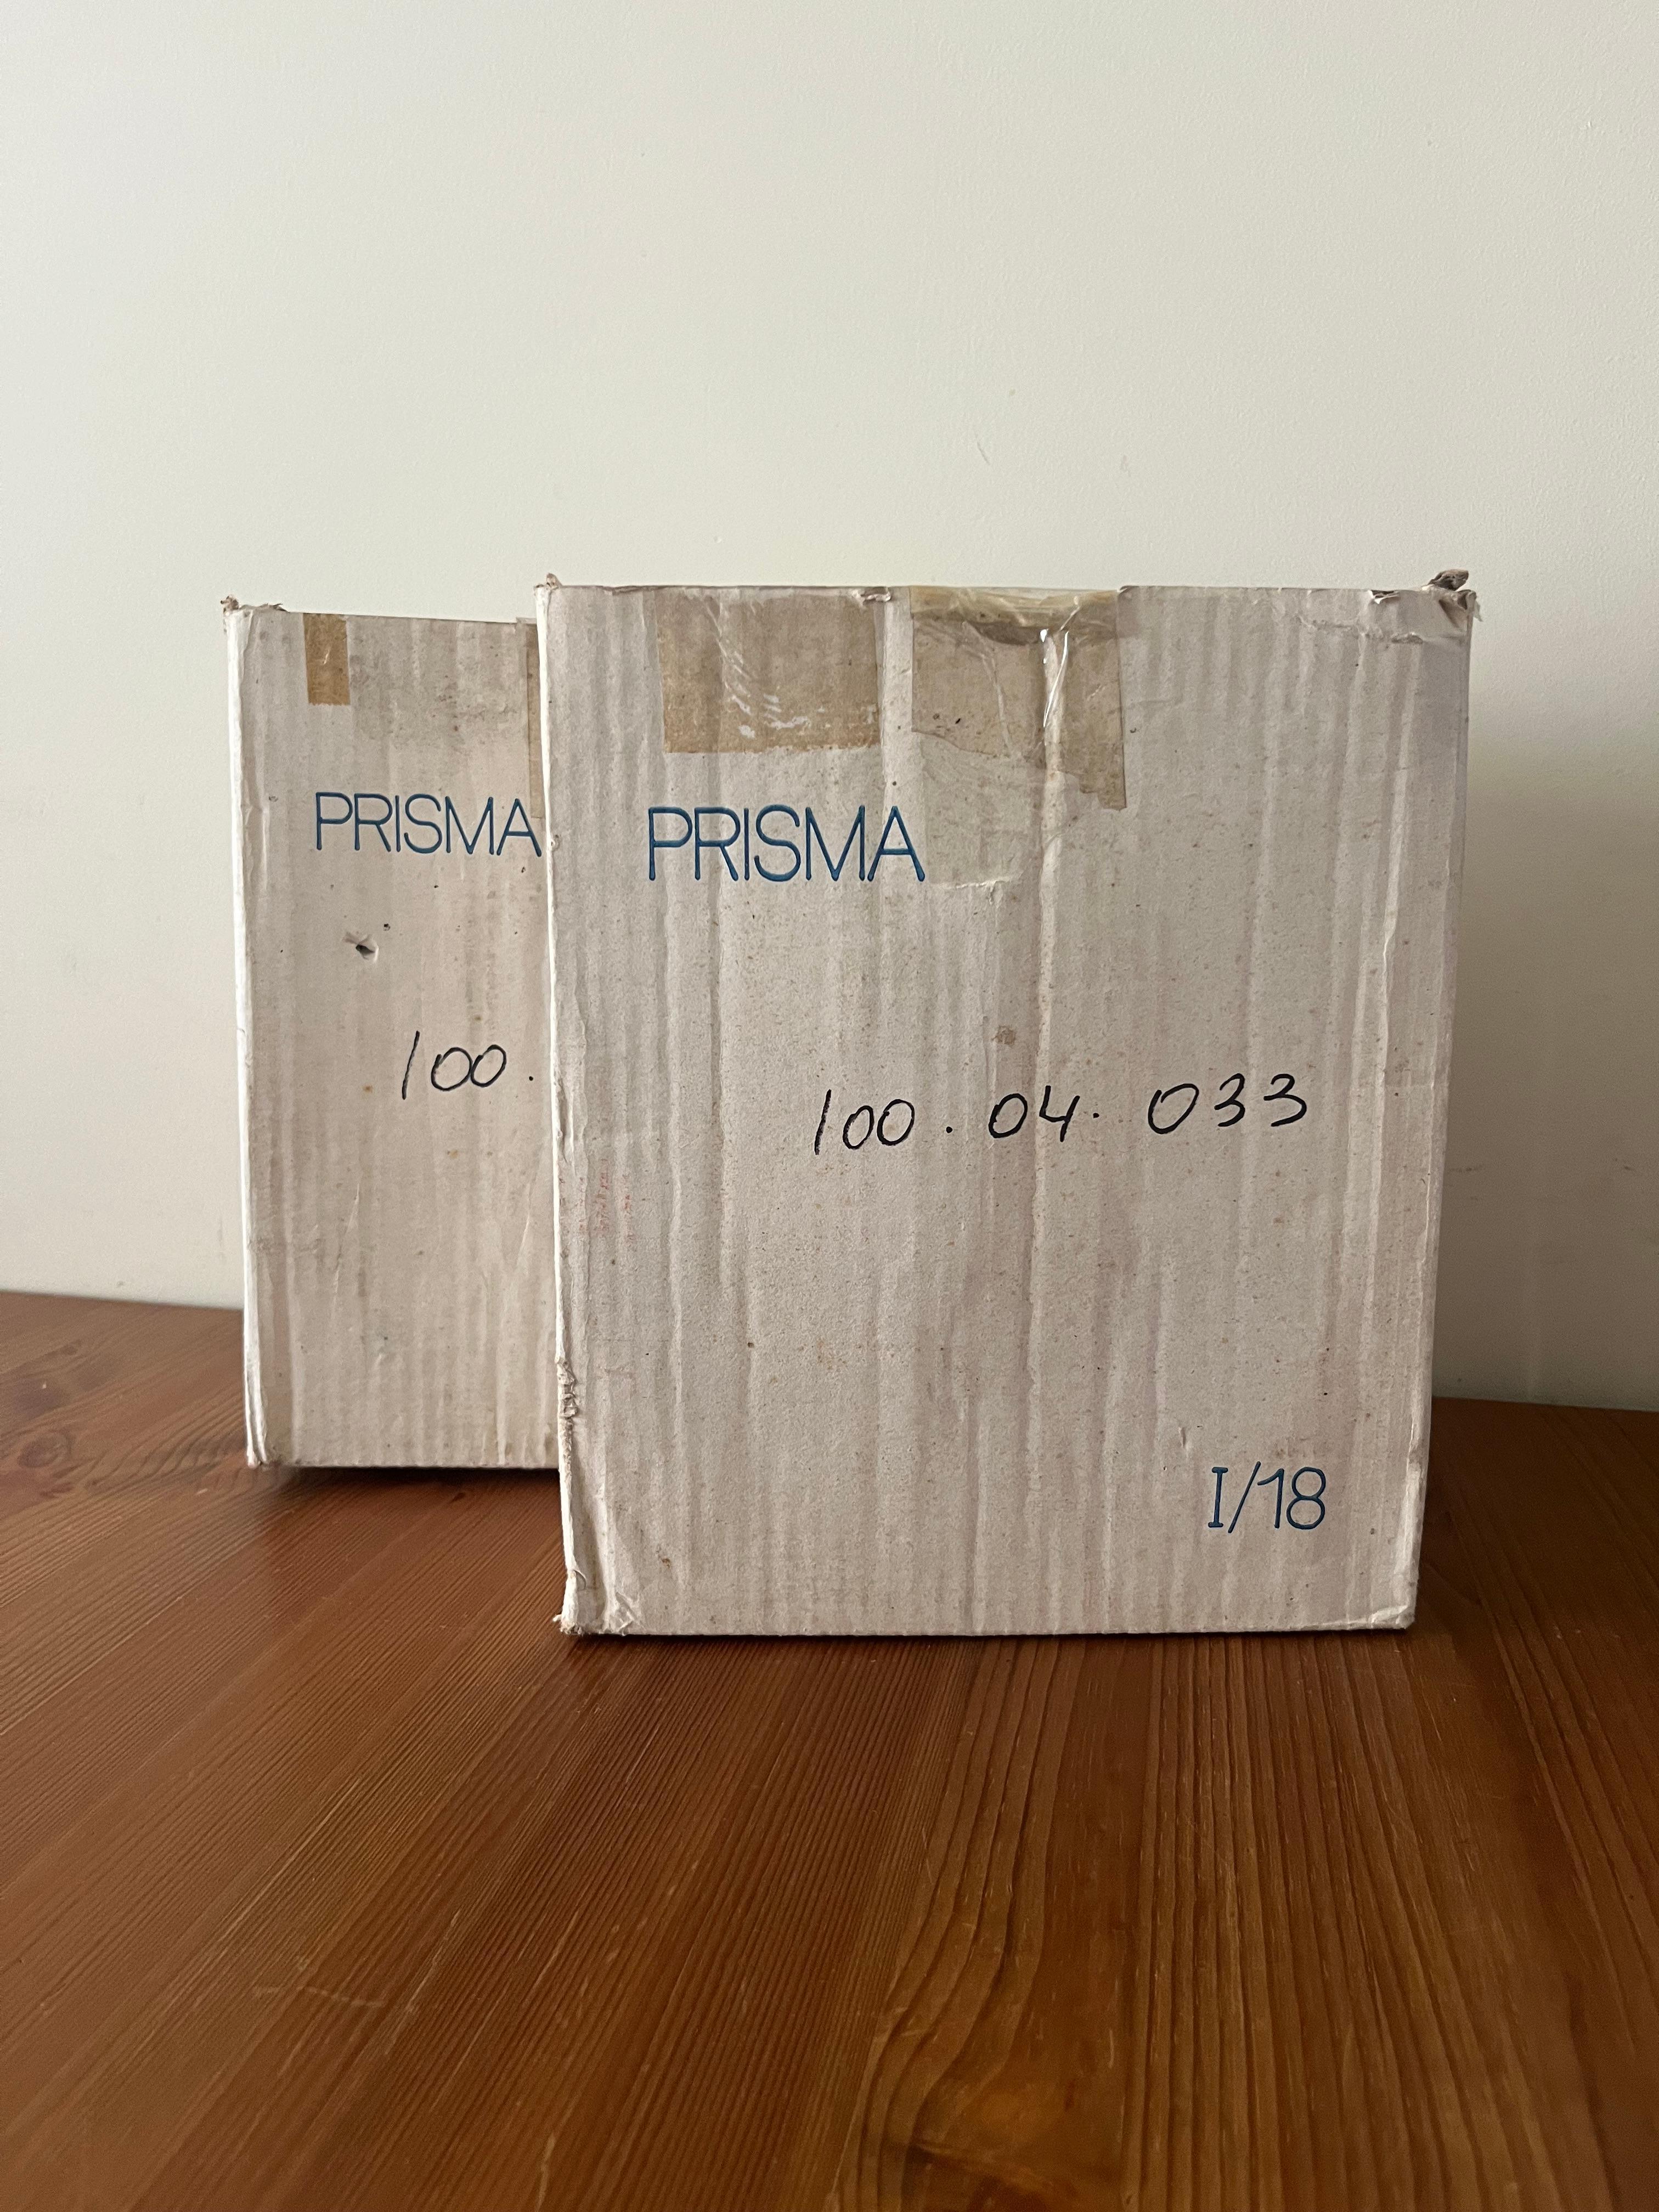 PRISMA
100.
PRISMA
100. 04. 033
I/18